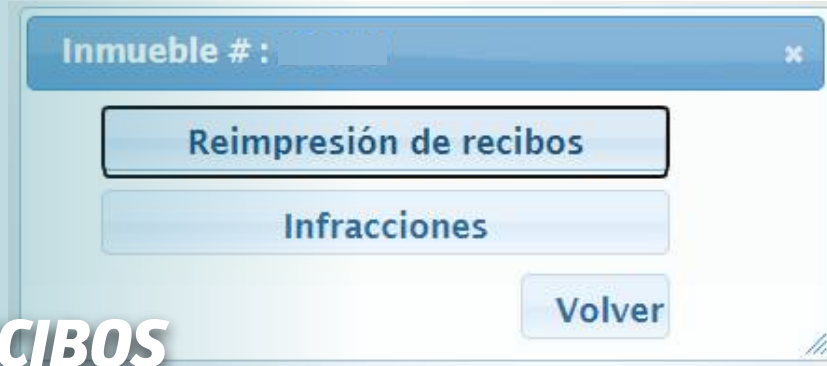 Inmueble # :
x
Reimpresión de recibos
Infracciones
Volver
CIBOS